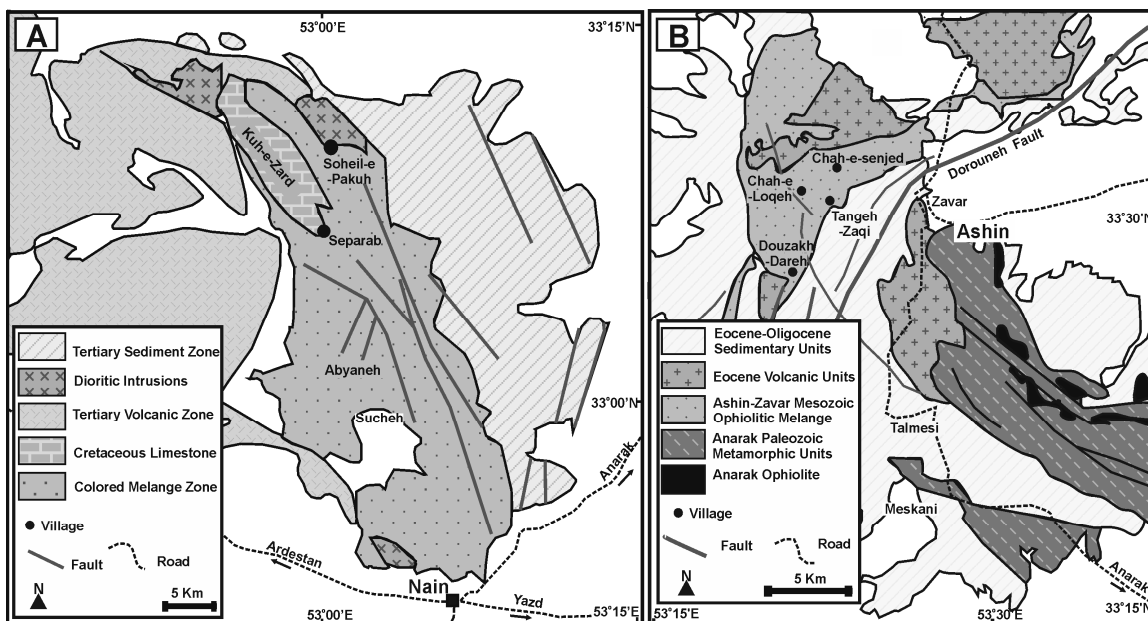 A
53°00'E
33°15'N
Kuh-e-Zard
Soheil-e
-Pakuh
Separab
Abyaneh
Sucheh
33°00'N
Anarak
Ardestan
Nain
Yazd
53°00'E
53°15'E
Tertiary Sediment Zone
Dioritic Intrusions
Tertiary Volcanic Zone
Cretaceous Limestone
Colored Melange Zone
Village
Fault
Road
N
5 Km
B
Dorouneh Fault
Chah-e-senjed
Chah-e
-Loqeh
Tangeh
-Zaqi
Zavar
33°30'N
Ashin
Douzakh
-Dareh
Talmesi
Meskani
Anarak
53°15'E
53°30'E
33°15'N
Eocene-Oligocene
Sedimentary Units
Eocene Volcanic Units
Ashin-Zavar Mesozoic
Ophiolitic Melange
Anarak Paleozoic
Metamorphic Units
Anarak Ophiolite
Village
Fault
Road
N
5 Km